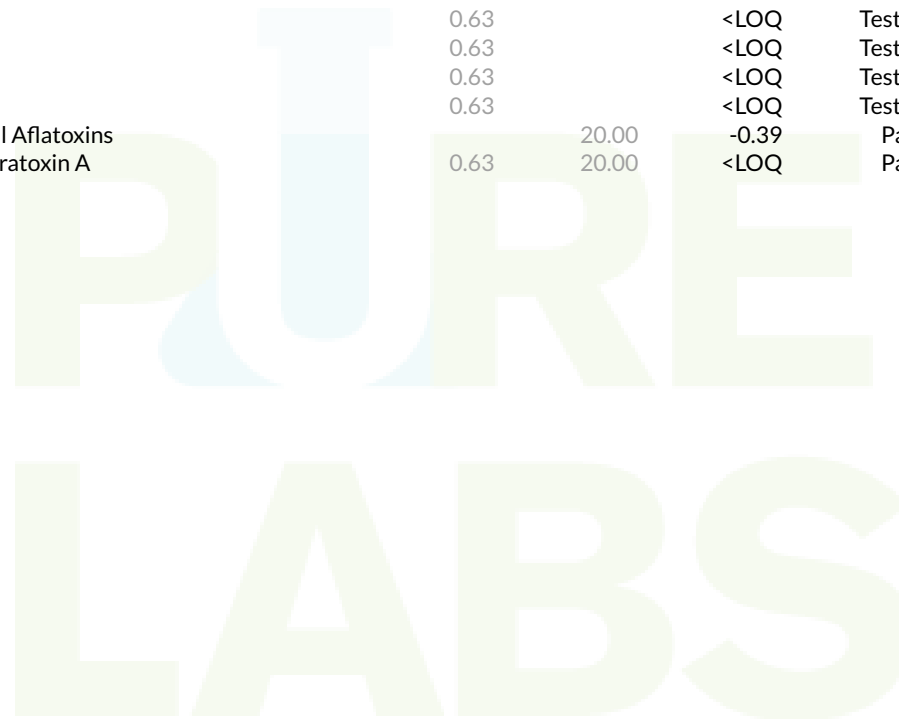 0.63 <LOQ Test
0.63 <LOQ Test
0.63 <LOQ Test
0.63 <LOQ Test
l Aflatoxins 20.00 -0.39 Pa
ratoxin A 0.63 20.00 <LOQ Pa
PURE
LABS